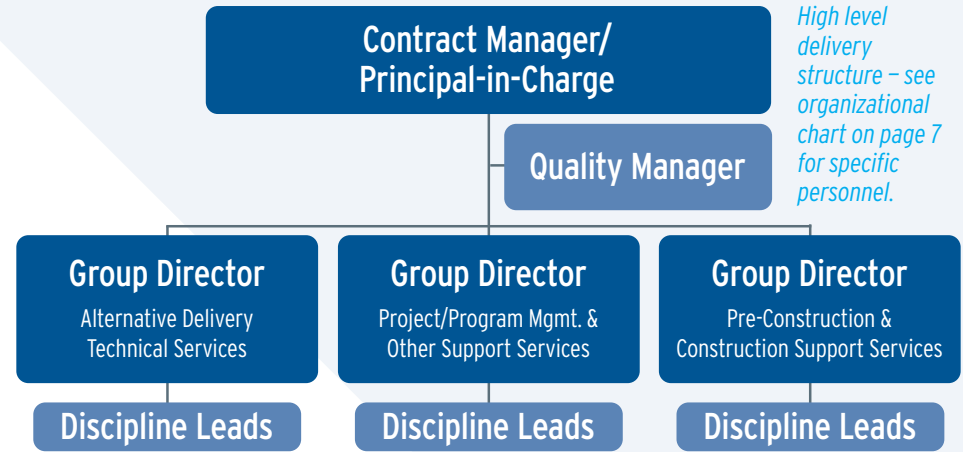 Contract Manager/
Principal-in-Charge
High level
delivery
structure – see
organizational
chart on page 7
for specific
personnel.
Quality Manager
Group Director
Alternative Delivery
Technical Services
Group Director
Project/Program Mgmt. &
Other Support Services
Group Director
Pre-Construction &
Construction Support Services
Discipline Leads
Discipline Leads
Discipline Leads